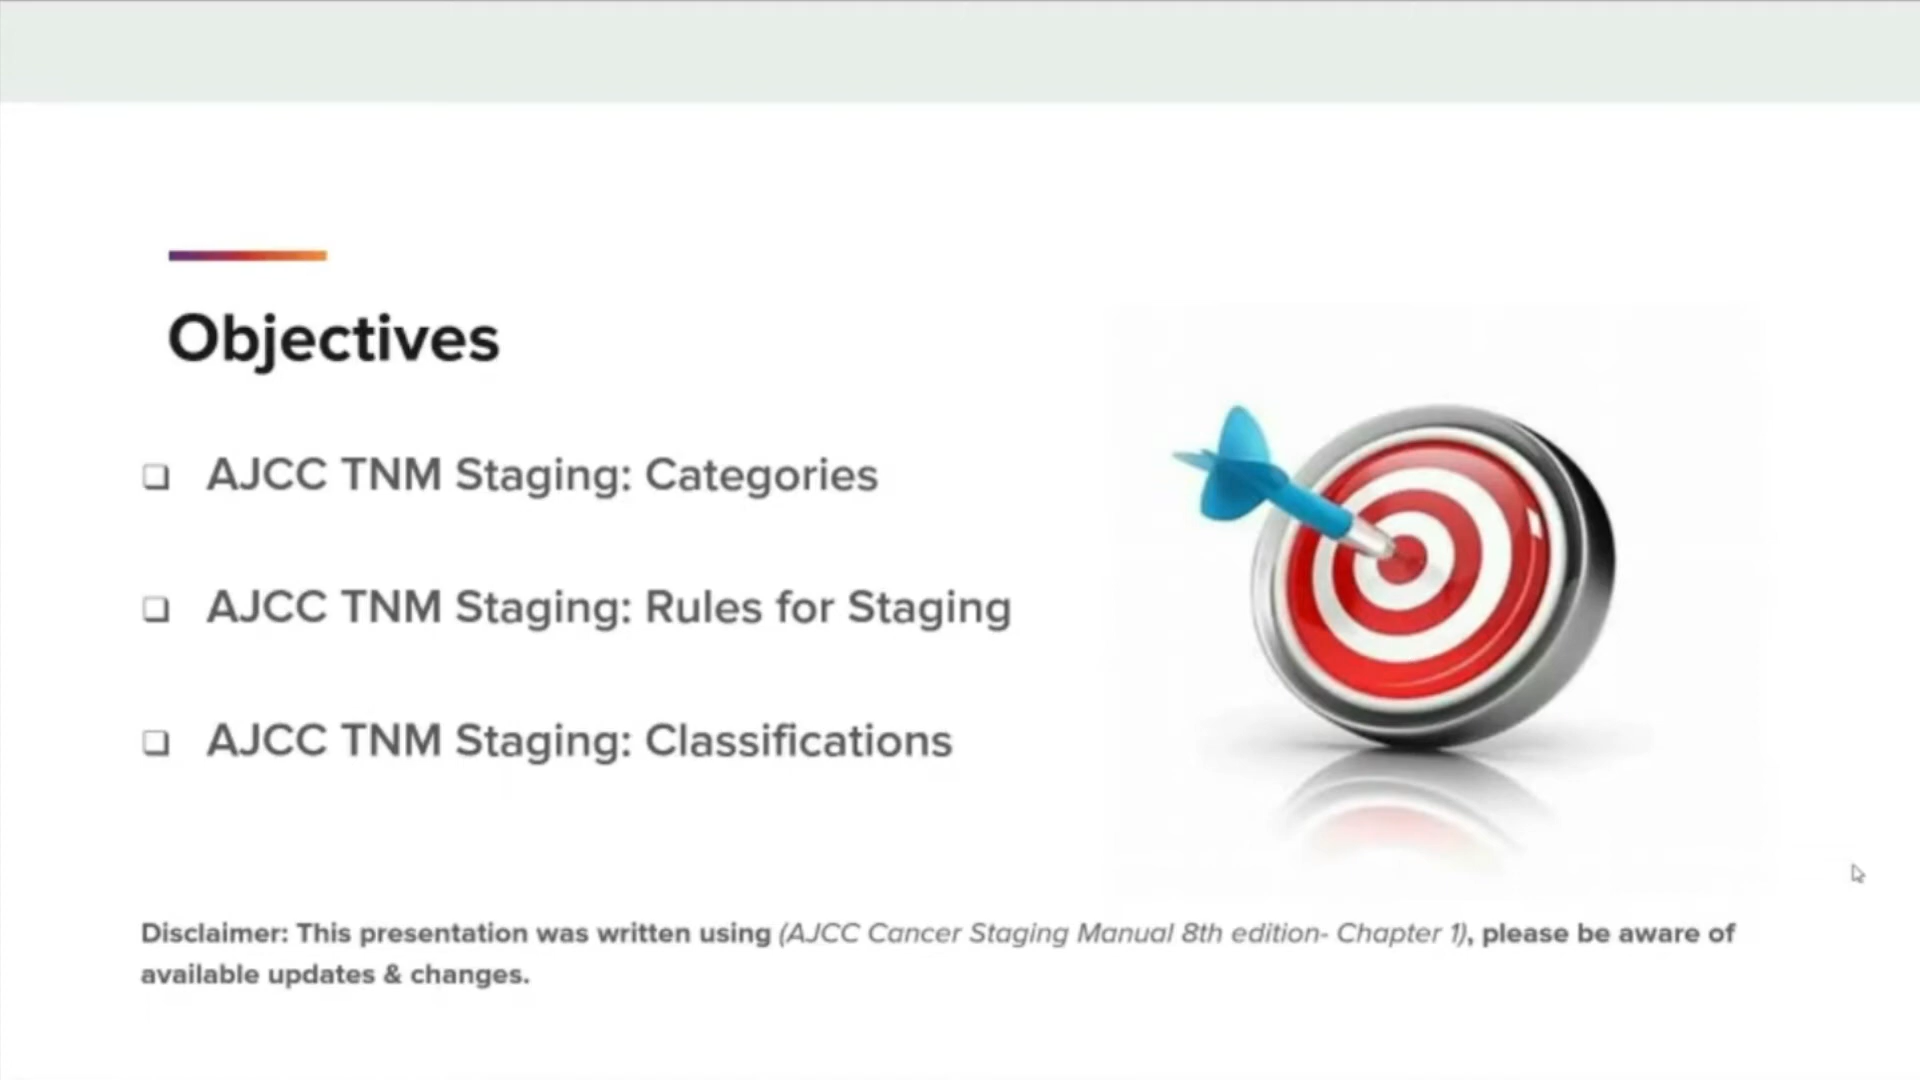 Objectives
❑ AJCC TNM Staging: Categories
❑ AJCC TNM Staging: Rules for Staging
❑ AJCC TNM Staging: Classifications
Disclaimer: This presentation was written using (AJCC Cancer Staging Manual 8th edition- Chapter 1), please be aware of
available updates & changes.